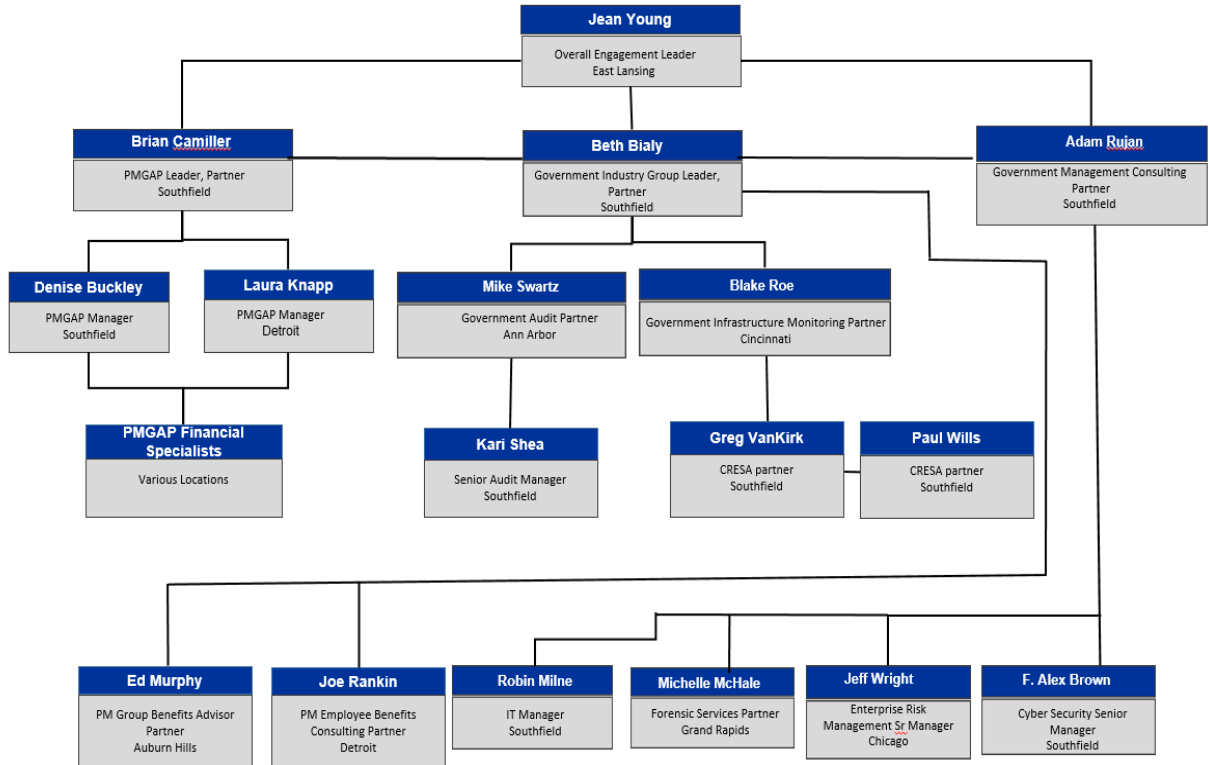 Jean Young
Overall Engagement Leader
East Lansing
Brian Camiller
PMGAP Leader, Partner
Southfield
Beth Bialy
Government Industry Group Leader,
Partner
Southfield
Adam Rujan
Government Management Consulting
Partner
Southfield
Denise Buckley
PMGAP Manager
Southfield
Laura Knapp
PMGAP Manager
Detroit
Mike Swartz
Government Audit Partner
Ann Arbor
Blake Roe
Government Infrastructure Monitoring Partner
Cincinnati
PMGAP Financial
Specialists
Various Locations
Kari Shea
Senior Audit Manager
Southfield
Greg VanKirk
CRESA partner
Southfield
Paul Wills
CRESA partner
Southfield
Ed Murphy
PM Group Benefits Advisor
Partner
Auburn Hills
Joe Rankin
PM Employee Benefits
Consulting Partner
Detroit
Robin Milne
IT Manager
Southfield
Michelle McHale
Forensic Services Partner
Grand Rapids
Jeff Wright
Enterprise Risk
Management Sr Manager
Chicago
F. Alex Brown
Cyber Security Senior
Manager
Southfield